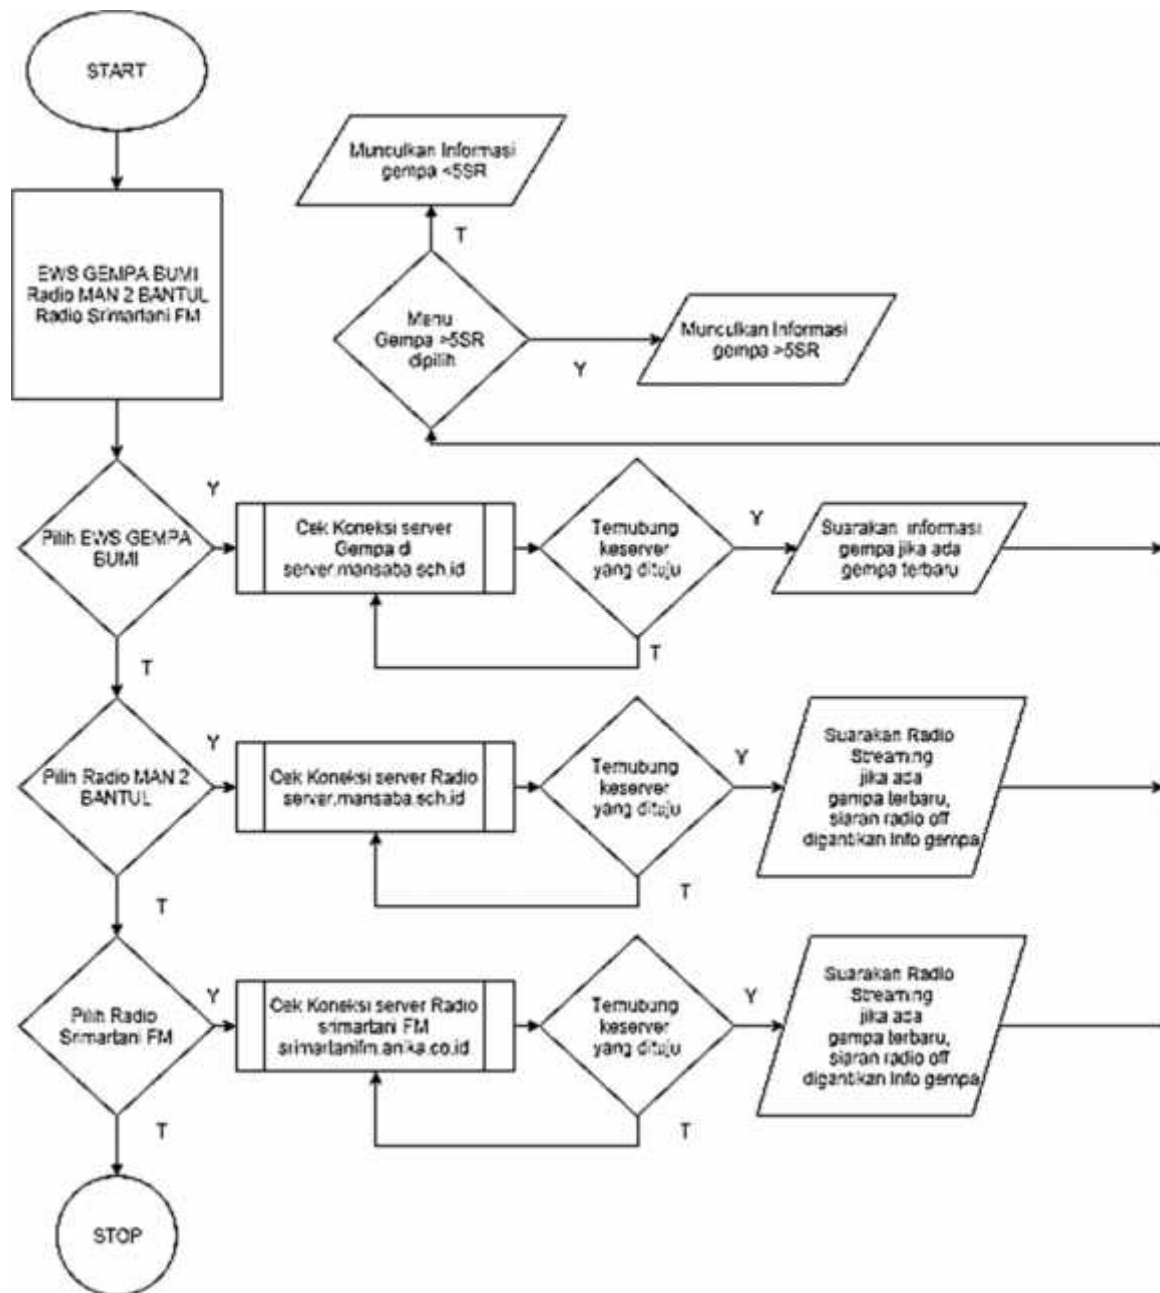 START
EWS GEMPA BUMI
Radio MAN 2 BANTUL
Radio Srimartani FM
Munculkan Informasi
gempa <5SR
T
Menu
Gempa >5SR
dipilih
Y
Munculkan Informasi
gempa >5SR
Pilih EWS GEMPA
BUMI
Y
Cek Koneksi server
Gempa di
server.mansaba.sch.id
Terhubung
keserver
yang dituju
Y
Suarakan informasi
gempa jika ada
gempa terbaru
T
T
Pilih Radio MAN 2
BANTUL
Y
Cek Koneksi server Radio
server.mansaba.sch.id
Terhubung
keserver
yang dituju
Y
Suarakan Radio
Streaming
jika ada
gempa terbaru,
siaran radio off
digantikan info gempa
T
T
Pilih Radio
Srimartani FM
Y
Cek Koneksi server Radio
srimartani FM
srimartanifm.anika.co.id
Terhubung
keserver
yang dituju
Y
Suarakan Radio
Streaming
jika ada
gempa terbaru,
siaran radio off
digantikan info gempa
T
T
STOP